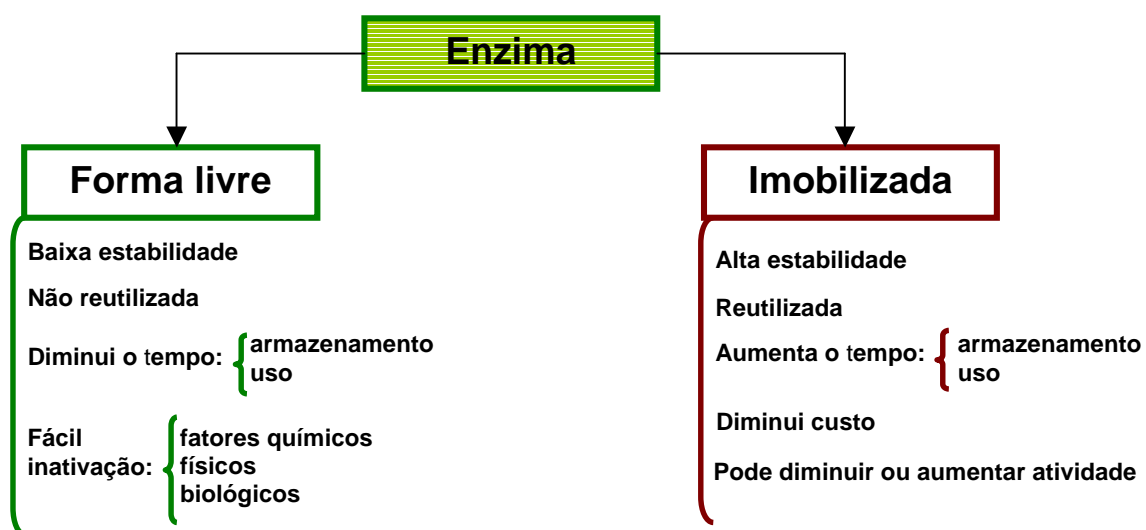 Enzima
Forma livre
Baixa estabilidade
Não reutilizada
Diminui o tempo:
armazenamento
uso
Fácil
inativação:
fatores químicos
físicos
biológicos
Imobilizada
Alta estabilidade
Reutilizada
Aumenta o tempo:
armazenamento
uso
Diminui custo
Pode diminuir ou aumentar atividade